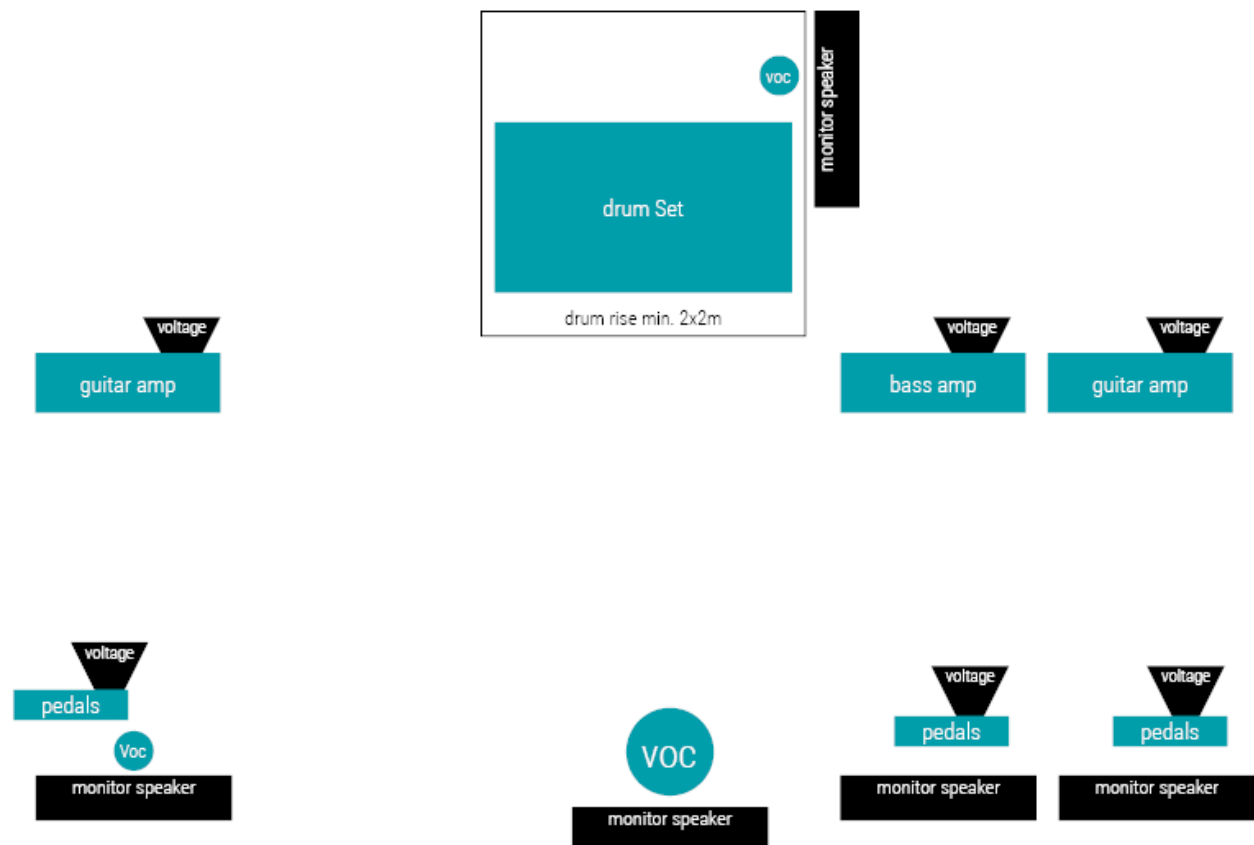 voc
monitor speaker
drum Set
drum rise min. 2x2m
voltage
guitar amp
voltage
bass amp
voltage
guitar amp
voltage
pedals
Voc
monitor speaker
VOC
monitor speaker
voltage
pedals
monitor speaker
voltage
pedals
monitor speaker